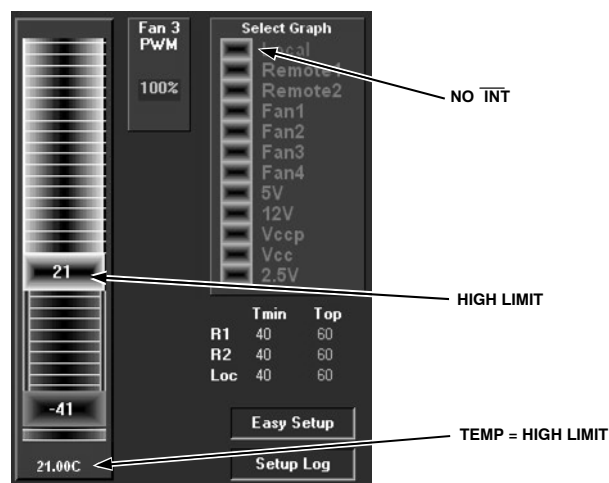 Fan 3
PWM
100%
Select Graph
Local
Remote1
Remote2
Fan1
Fan2
Fan3
Fan4
5V
12V
Vccp
Vcc
2.5V
NO INT
21
HIGH LIMIT
Tmin Top
R1 40 60
R2 40 60
Loc 40 60
-41
Easy Setup
TEMP = HIGH LIMIT
21.00C
Setup Log